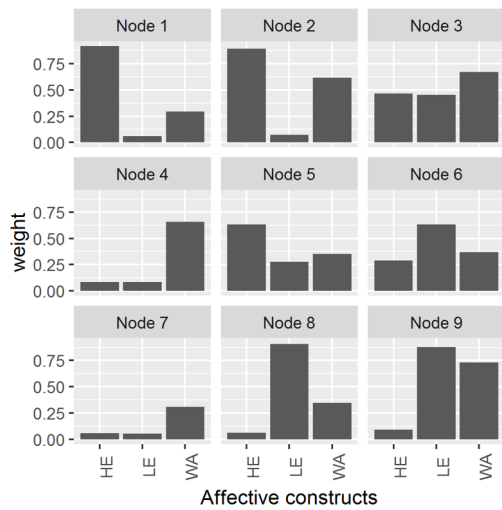 Node 1 Node 2 Node 3
0.75
0.50
0.25
0.00
Node 4 Node 5 Node 6
0.75
0.50
0.25
0.00
Node 7 Node 8 Node 9
0.75
0.50
0.25
0.00
HE LE WA HE LE WA HE LE WA
weight
Affective constructs